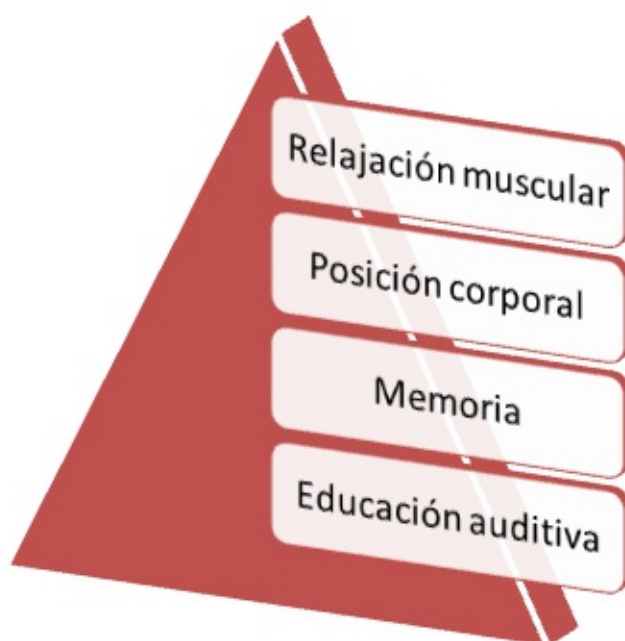 Relajación muscular
Posición corporal
Memoria
Educación auditiva